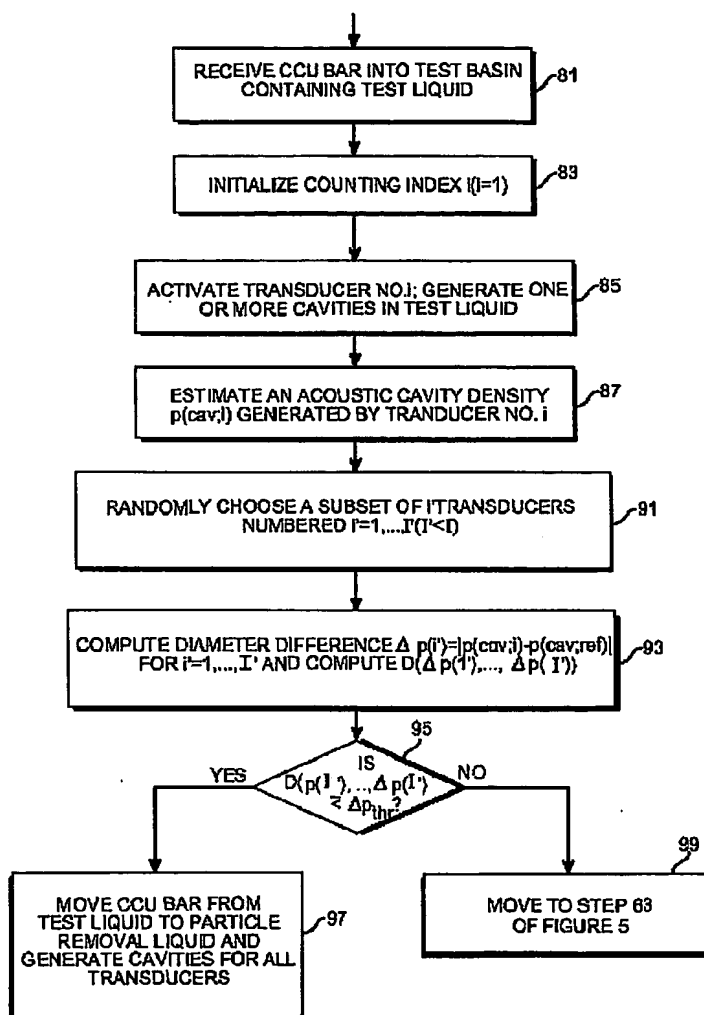 RECEIVE CCU BAR INTO TEST BASIN
CONTAINING TEST LIQUID
81
INITIALIZE COUNTING INDEX I(I=1)
83
ACTIVATE TRANSDUCER NO.I; GENERATE ONE
OR MORE CAVITIES IN TEST LIQUID
85
ESTIMATE AN ACOUSTIC CAVITY DENSITY
p(cav;I) GENERATED BY TRANDUCER NO. i
87
RANDOMLY CHOOSE A SUBSET OF I'TRANSDUCERS
NUMBERED I'=1,...I'(I'<I)
91
COMPUTE DIAMETER DIFFERENCE Δ p(i')=|p(cav;i)-p(cav;ref)|
FOR i'=1,...,I' AND COMPUTE D(Δ p(1'),..., Δ p( I'))
93
95
IS
D(p(I'),..,Δp(I')
≤ Δp thr?
YES
NO
MOVE CCU BAR FROM
TEST LIQUID TO PARTICLE
REMOVAL LIQUID AND
GENERATE CAVITIES FOR ALL
TRANSDUCERS
97
99
MOVE TO STEP 63
OF FIGURE 5